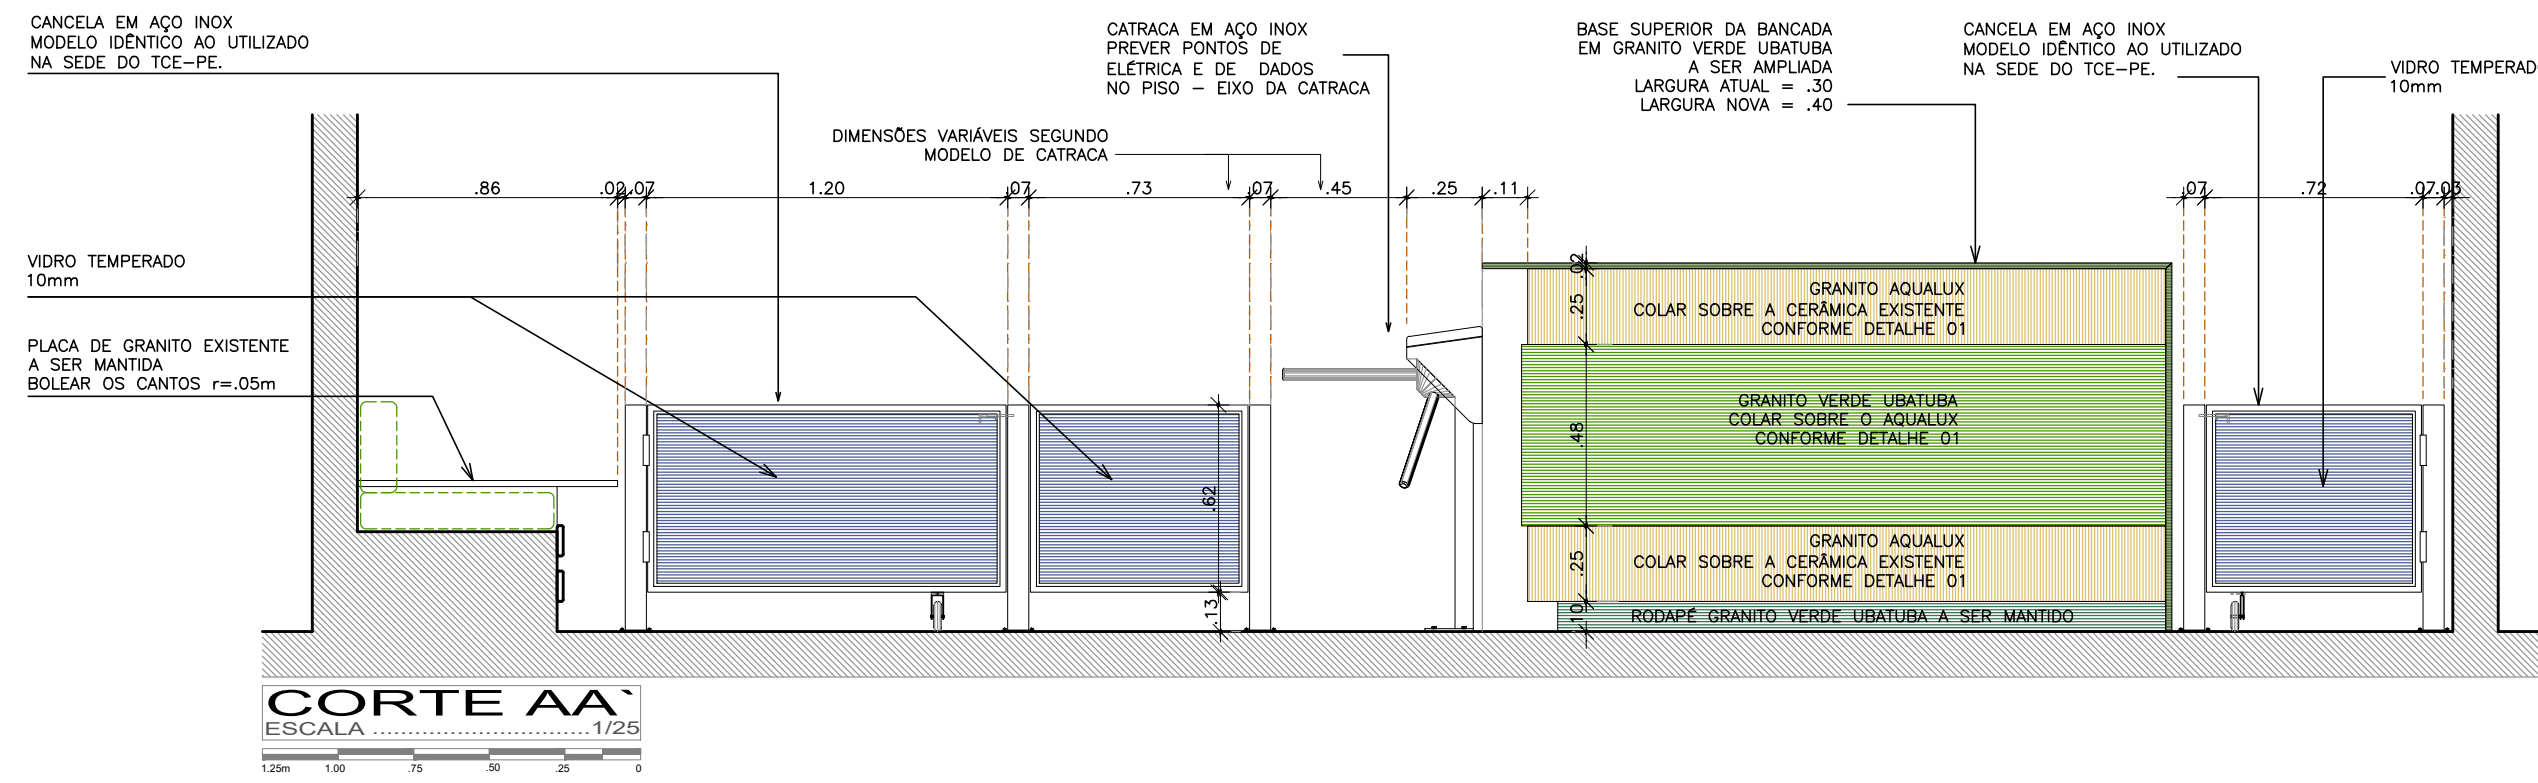 CANCELA EM AÇO INOX
MODELO IDÊNTICO AO UTILIZADO
NA SEDE DO TCE-PE.
CATRACA EM AÇO INOX
PREVER PONTOS DE
ELÉTRICA E DE DADOS
NO PISO - EIXO DA CATRACA
BASE SUPERIOR DA BANCADA
EM GRANITO VERDE UBATUBA
A SER AMPLIADA
LARGURA ATUAL = .30
LARGURA NOVA = .40
CANCELA EM AÇO INOX
MODELO IDÊNTICO AO UTILIZADO
NA SEDE DO TCE-PE.
VIDRO TEMPERAD
10mm
DIMENSÕES VARIÁVEIS SEGUNDO
MODELO DE CATRACA
.86 .02 .07 1.20 .07 .73 .07 .45 .25 .11 .07 .72 .07 .03
VIDRO TEMPERADO
10mm
PLACA DE GRANITO EXISTENTE
A SER MANTIDA
BOLEAR OS CANTOS r=.05m
.02
.25
.48
.25
.10
.62
.13
GRANITO AQUALUX
COLAR SOBRE A CERÂMICA EXISTENTE
CONFORME DETALHE 01
GRANITO VERDE UBATUBA
COLAR SOBRE O AQUALUX
CONFORME DETALHE 01
GRANITO AQUALUX
COLAR SOBRE A CERÂMICA EXISTENTE
CONFORME DETALHE 01
RODAPÉ GRANITO VERDE UBATUBA A SER MANTIDO
CORTE AA`
ESCALA ...............................1/25
1.25m 1.00 .75 .50 .25 0